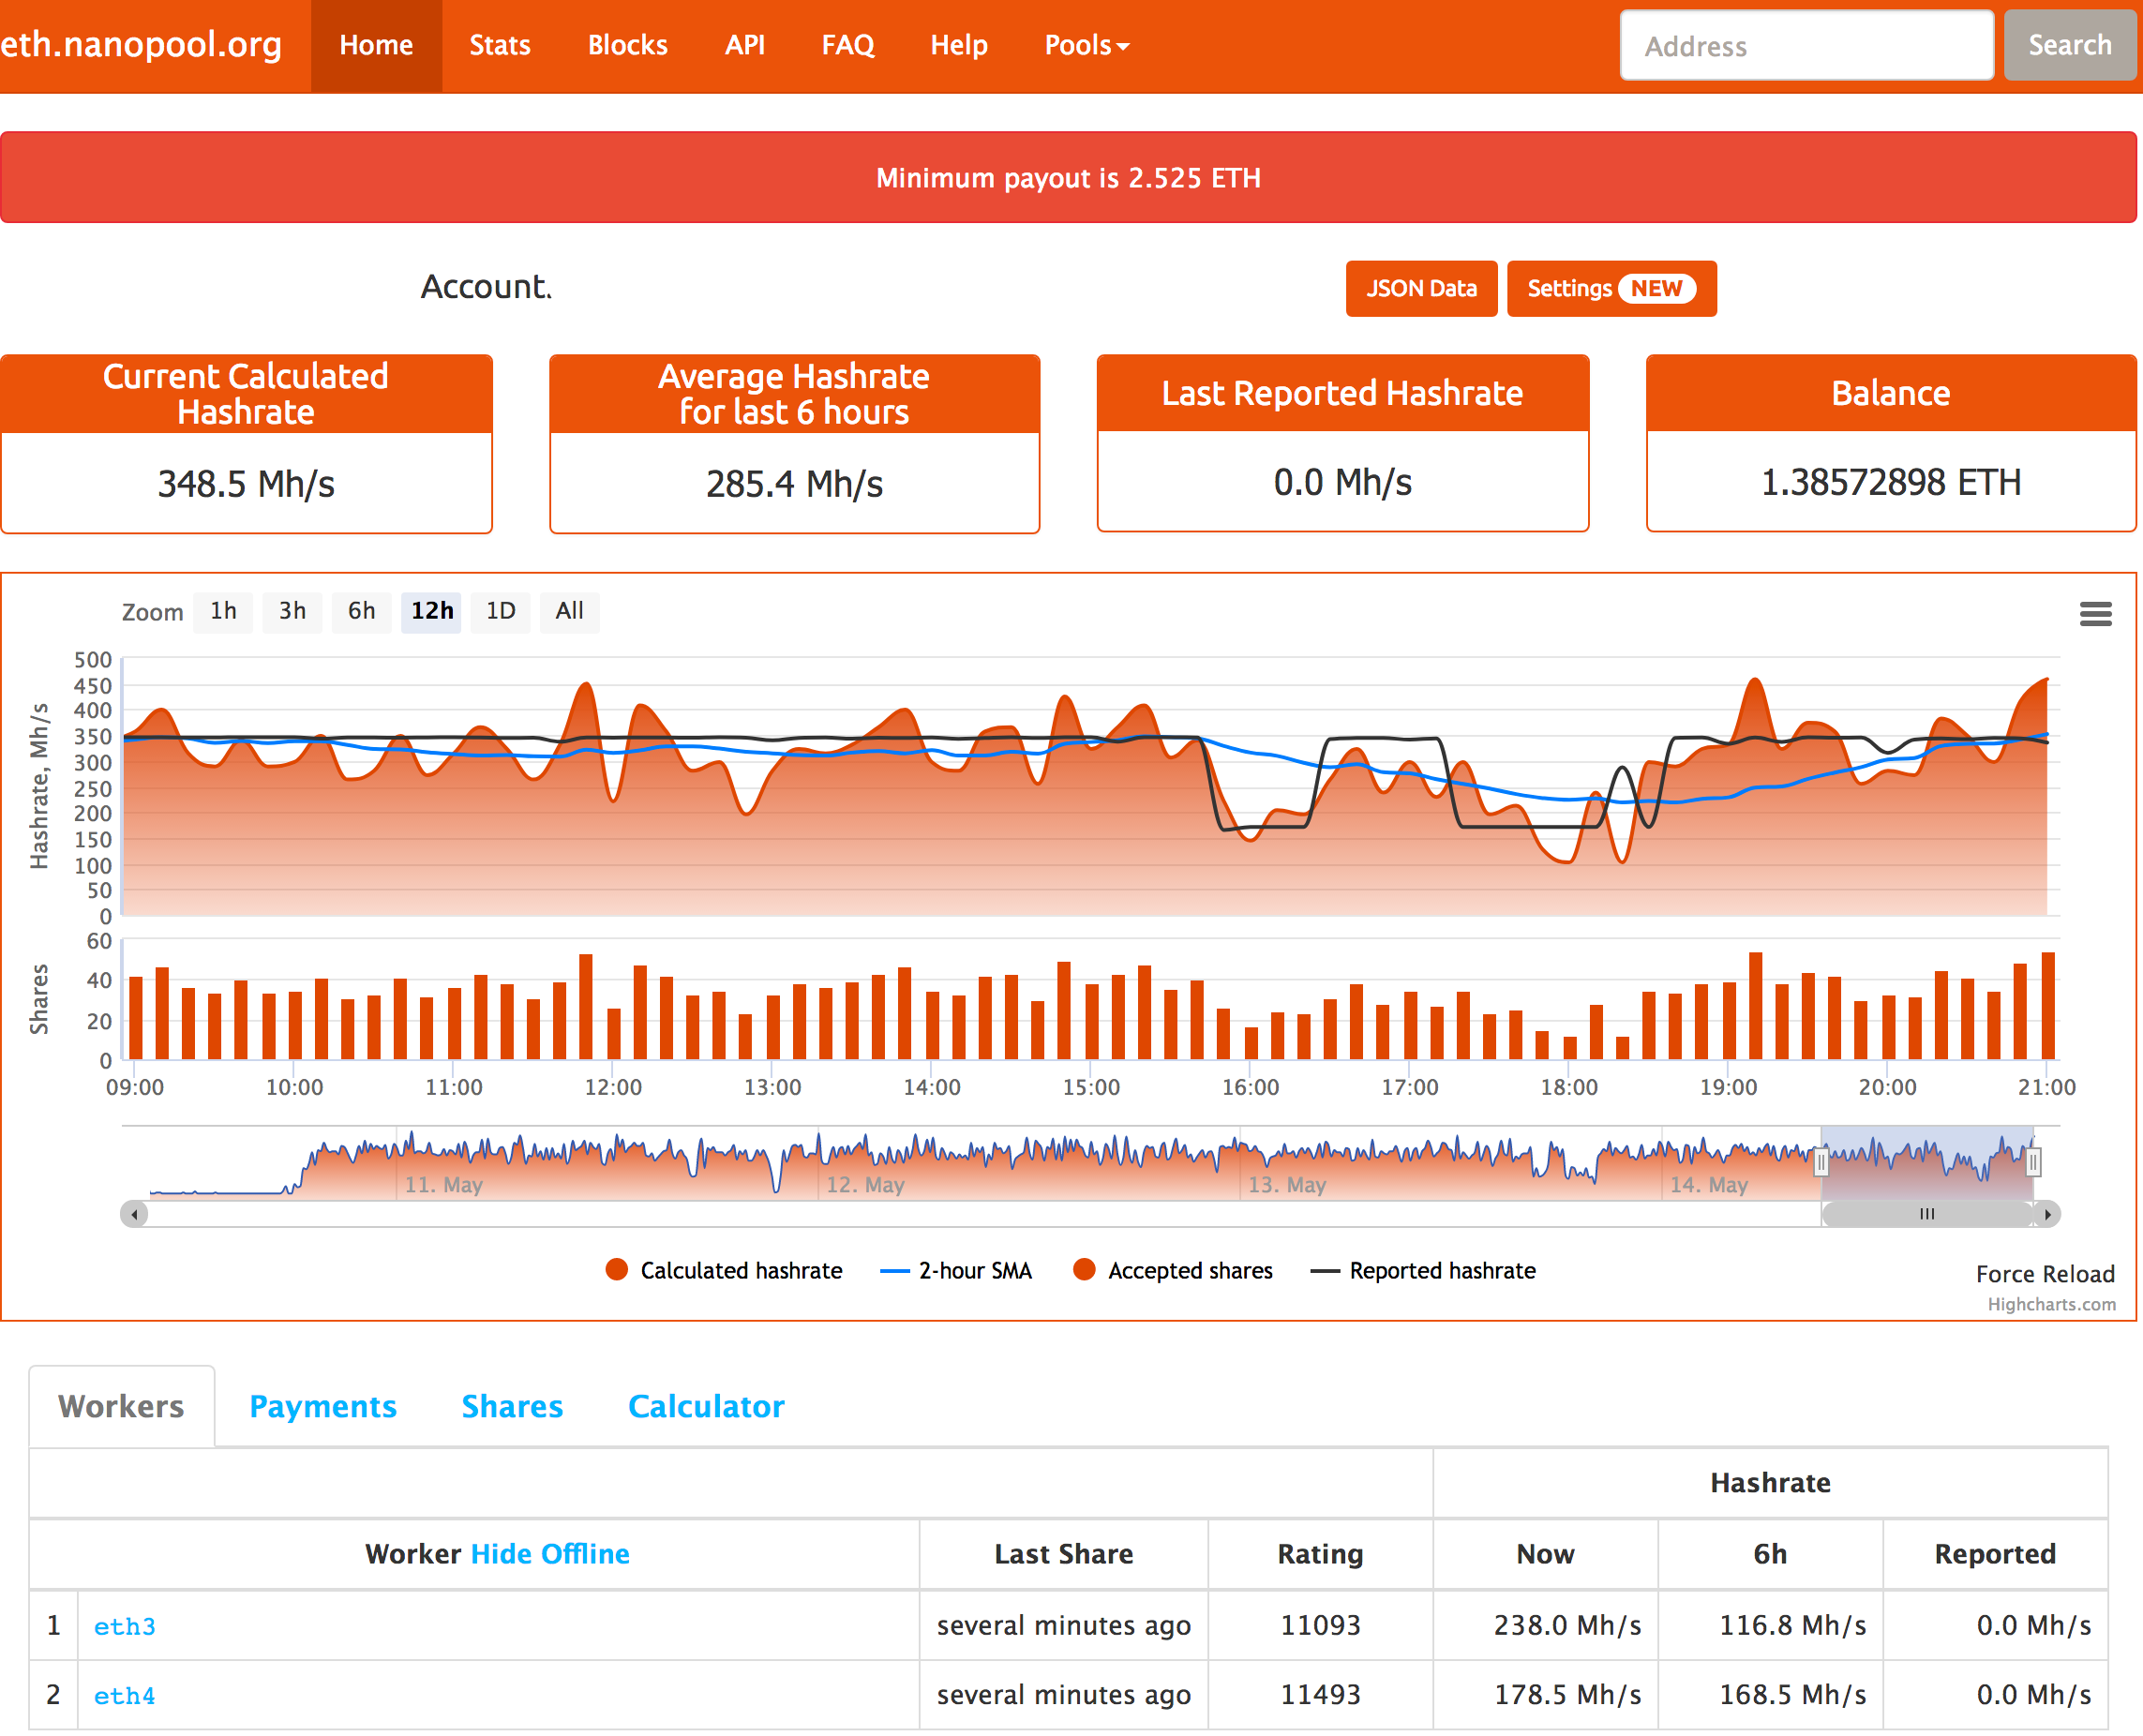 eth.nanopool.org Home Stats Blocks API FAQ Help Pools Address Search
Minimum payout is 2.525 ETH
Account. JSON Data Settings NEW
Current Calculated
Hashrate
348.5 Mh/s
Average Hashrate
for last 6 hours
285.4 Mh/s
Last Reported Hashrate
0.0 Mh/s
Balance
1.38572898 ETH
Zoom 1h 3h 6h 12h 1D All
Hashrate, Mh/s
500
450
400
350
300
250
200
150
100
50
0
Shares
60
40
20
0
09:00 10:00 11:00 12:00 13:00 14:00 15:00 16:00 17:00 18:00 19:00 20:00 21:00
11. May 12. May 13. May 14. May
Calculated hashrate 2-hour SMA Accepted shares Reported hashrate
Force Reload
Highcharts.com
Workers Payments Shares Calculator
Hashrate
Worker Hide Offline Last Share Rating Now 6h Reported
1 eth3 several minutes ago 11093 238.0 Mh/s 116.8 Mh/s 0.0 Mh/s
2 eth4 several minutes ago 11493 178.5 Mh/s 168.5 Mh/s 0.0 Mh/s